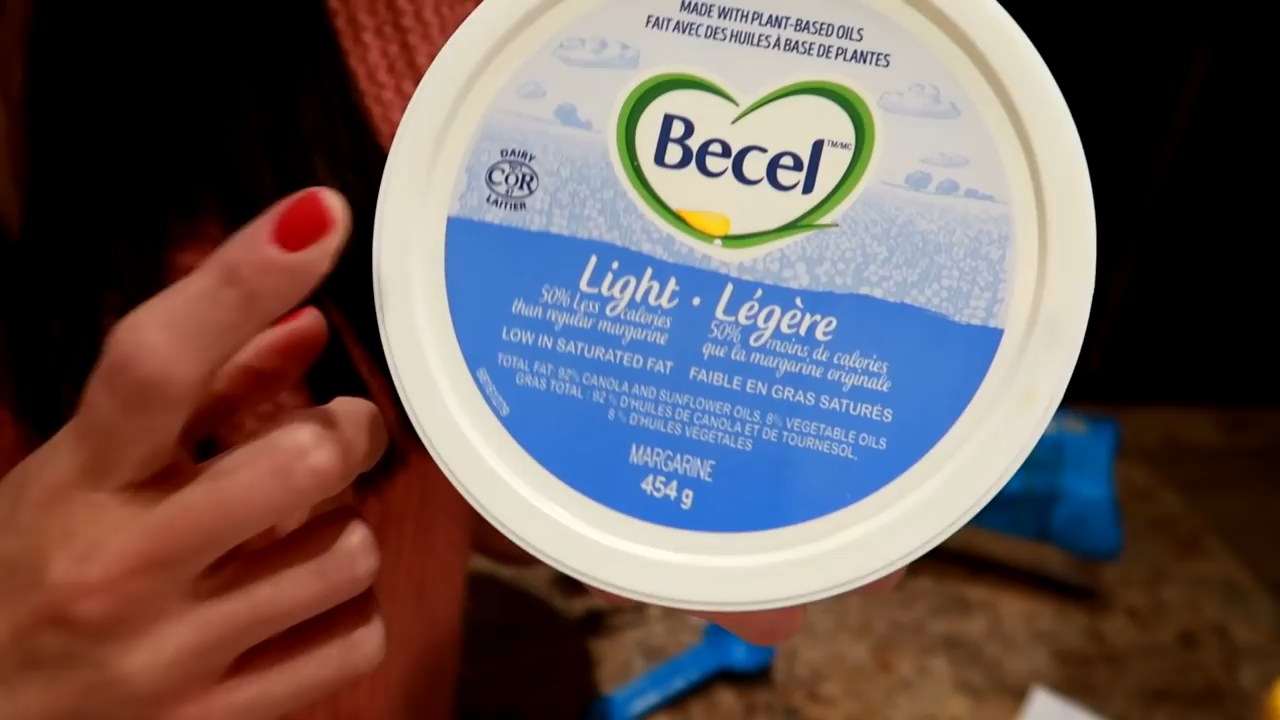 MADE WITH PLANT-BASED OILS
FAIT AVEC DES HUILES À BASE DE PLANTES
Becel TM/MC
DAIRY
COR
LAITIER
Light · Légère
50% Less calories
than regular margarine
50% moins de calories
que la margarine originale
LOW IN SATURATED FAT
FAIBLE EN GRAS SATURÉS
TOTAL FAT: 92% CANOLA AND SUNFLOWER OILS, 8% VEGETABLE OILS
GRAS TOTAL : 92 % D'HUILES DE CANOLA ET DE TOURNESOL,
8 % D'HUILES VÉGÉTALES
MARGARINE
454 g